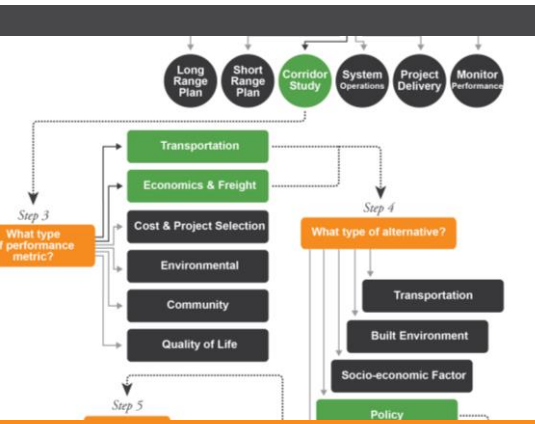 Long
Range
Plan
Short
Range
Plan
Corridor
Study
System
Operations
Project
Delivery
Monitor
Performance
Transportation
Economics & Freight
Step 3
What type
f performance
metric?
Cost & Project Selection
Environmental
Community
Quality of Life
Step 4
What type of alternative?
Transportation
Built Environment
Socio-economic Factor
Policy
Step 5